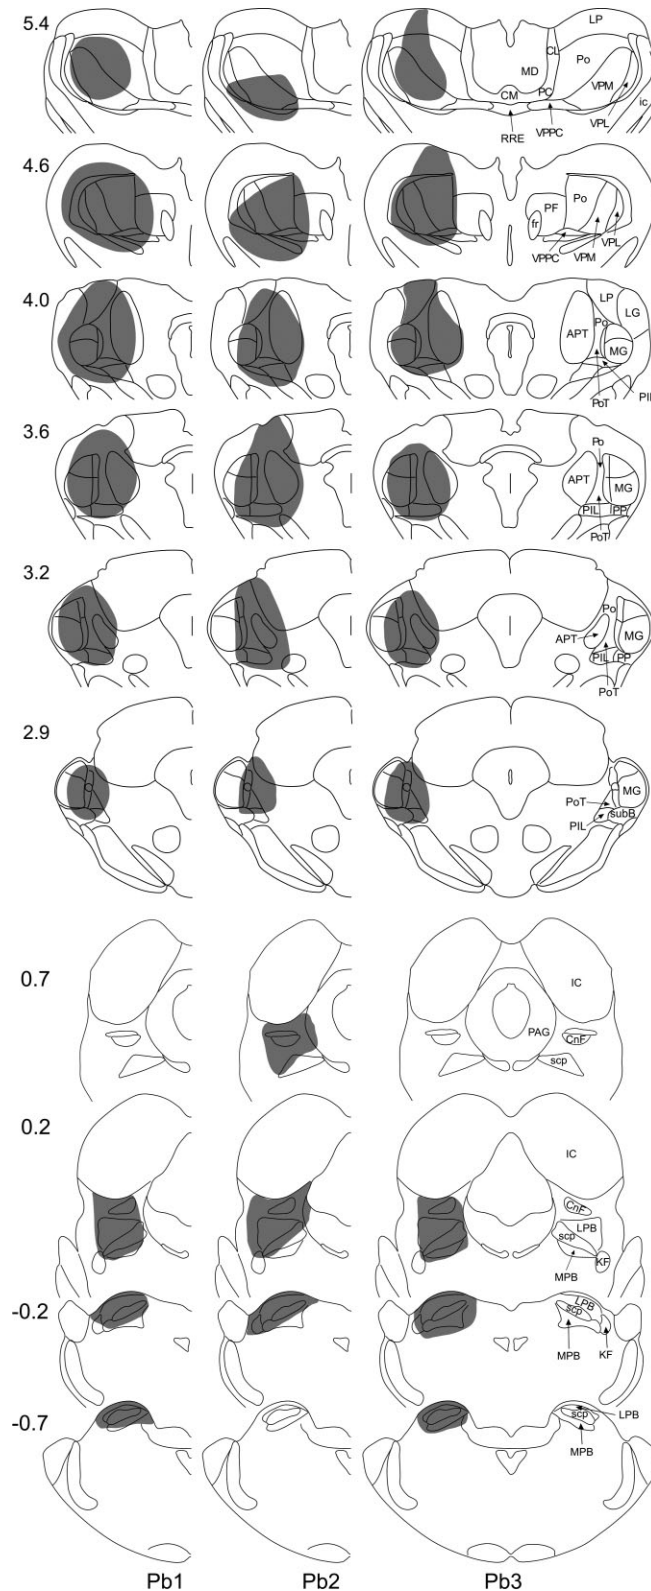 5.4
LP
CL
Po
MD
VPM
CM
PC
ic
VPL
RRE
VPPC
4.6
PF
Po
fr
VPL
VPPC
VPM
4.0
LP
LG
Po
APT
MG
PoT
3.6
Po
APT
MG
PIL
PP
PoT
3.2
Po
APT
MG
PIL
PP
PoT
2.9
MG
PoT
subB
PIL
0.7
IC
PAG
CnF
scp
0.2
IC
CnF
LPB
scp
KF
MPB
-0.2
LPB
scp
MPB
KF
-0.7
scp
LPB
MPB
Pb1 Pb2 Pb3